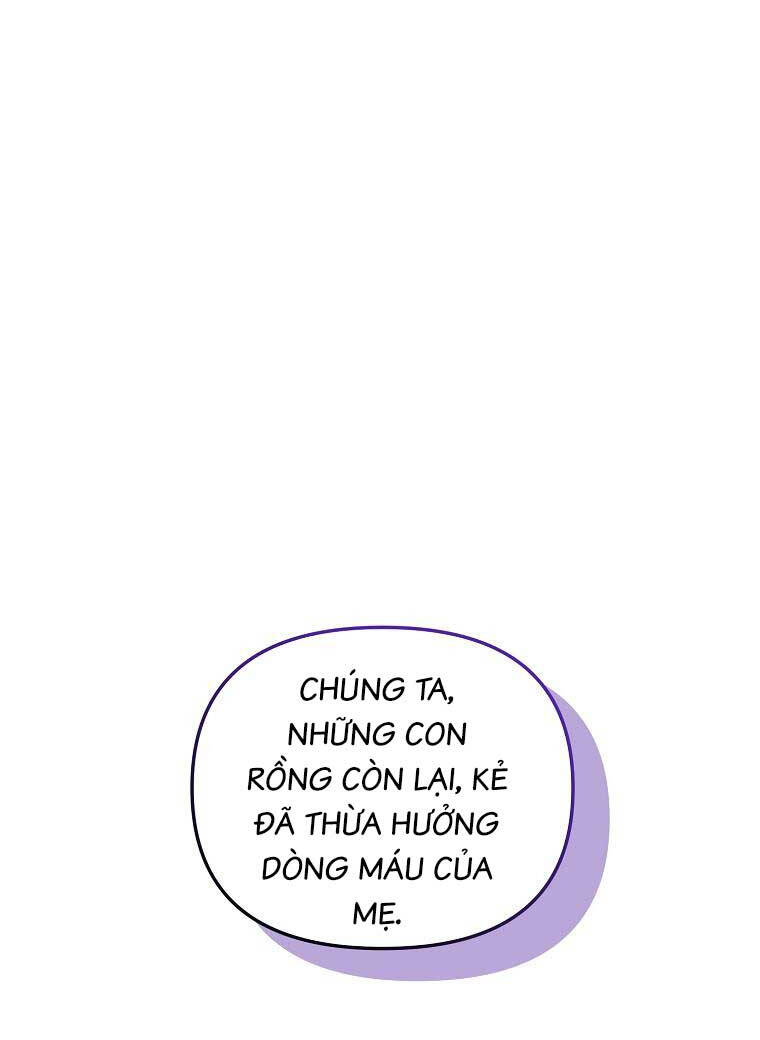 CHÚNG TA,
NHỮNG CON
RỒNG CÒN LẠI, KẺ
ĐÃ THỪA HƯỞNG
DÒNG MÁU CỦA
MẸ.